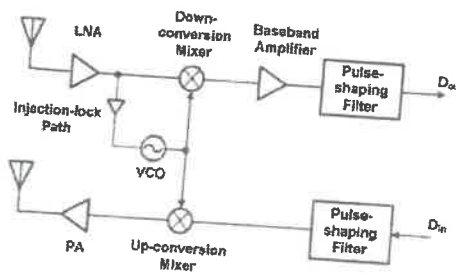 LNA
Down-
conversion
Mixer
Baseband
Amplifier
Pulse-
shaping
Filter
Injection-lock
Path
VCO
PA
Up-conversion
Mixer
Pulse-
shaping
Filter
Din